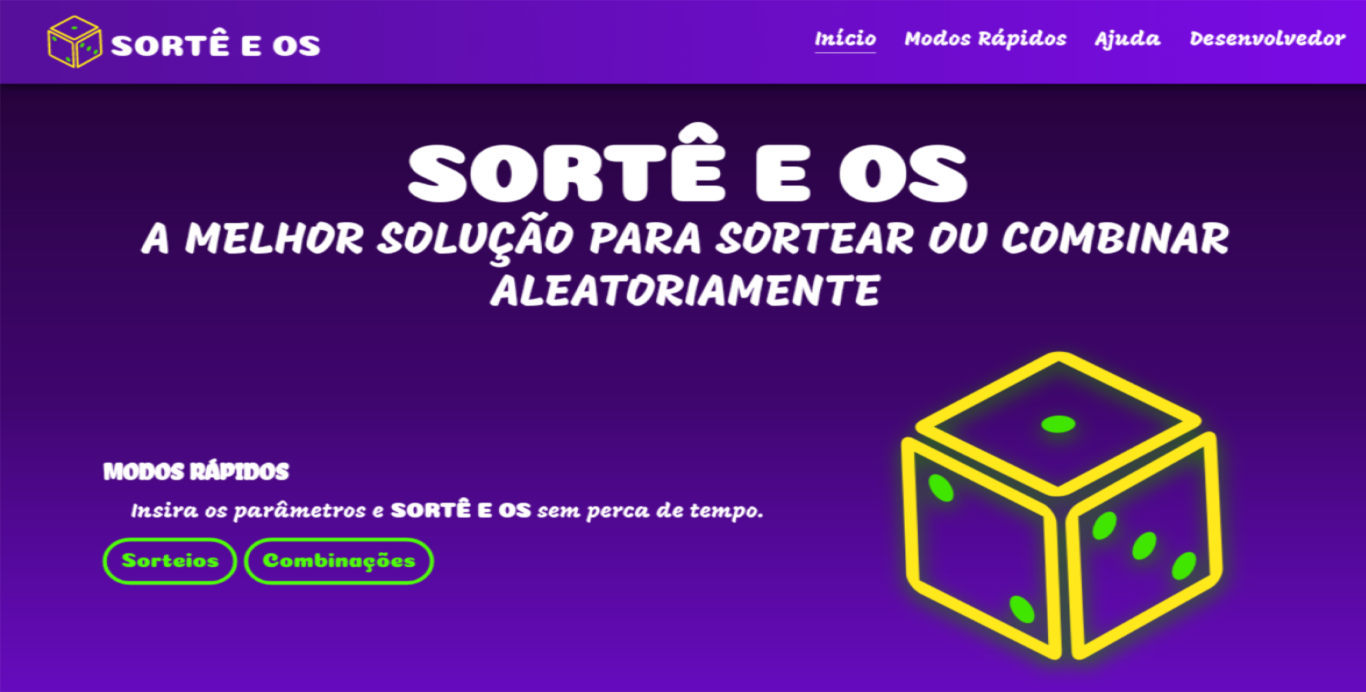 SORTÊ E OS
Início Modos Rápidos Ajuda Desenvolvedor
SORTÊ E OS
A MELHOR SOLUÇÃO PARA SORTEAR OU COMBINAR
ALEATORIAMENTE
MODOS RÁPIDOS
Insira os parâmetros e SORTÊ E OS sem perca de tempo.
Sorteios Combinações